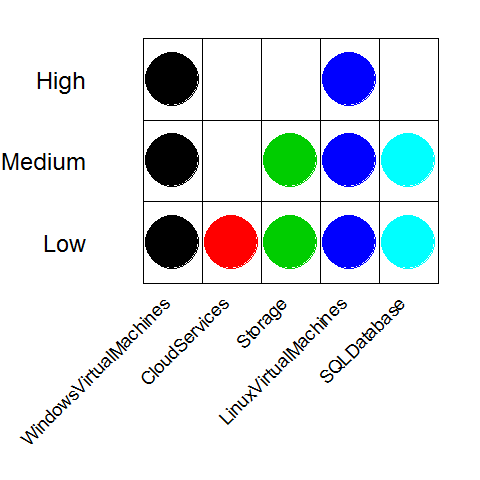 High
Medium
Low
WindowsVirtualMachines
CloudServices
Storage
LinuxVirtualMachines
SQLDatabase